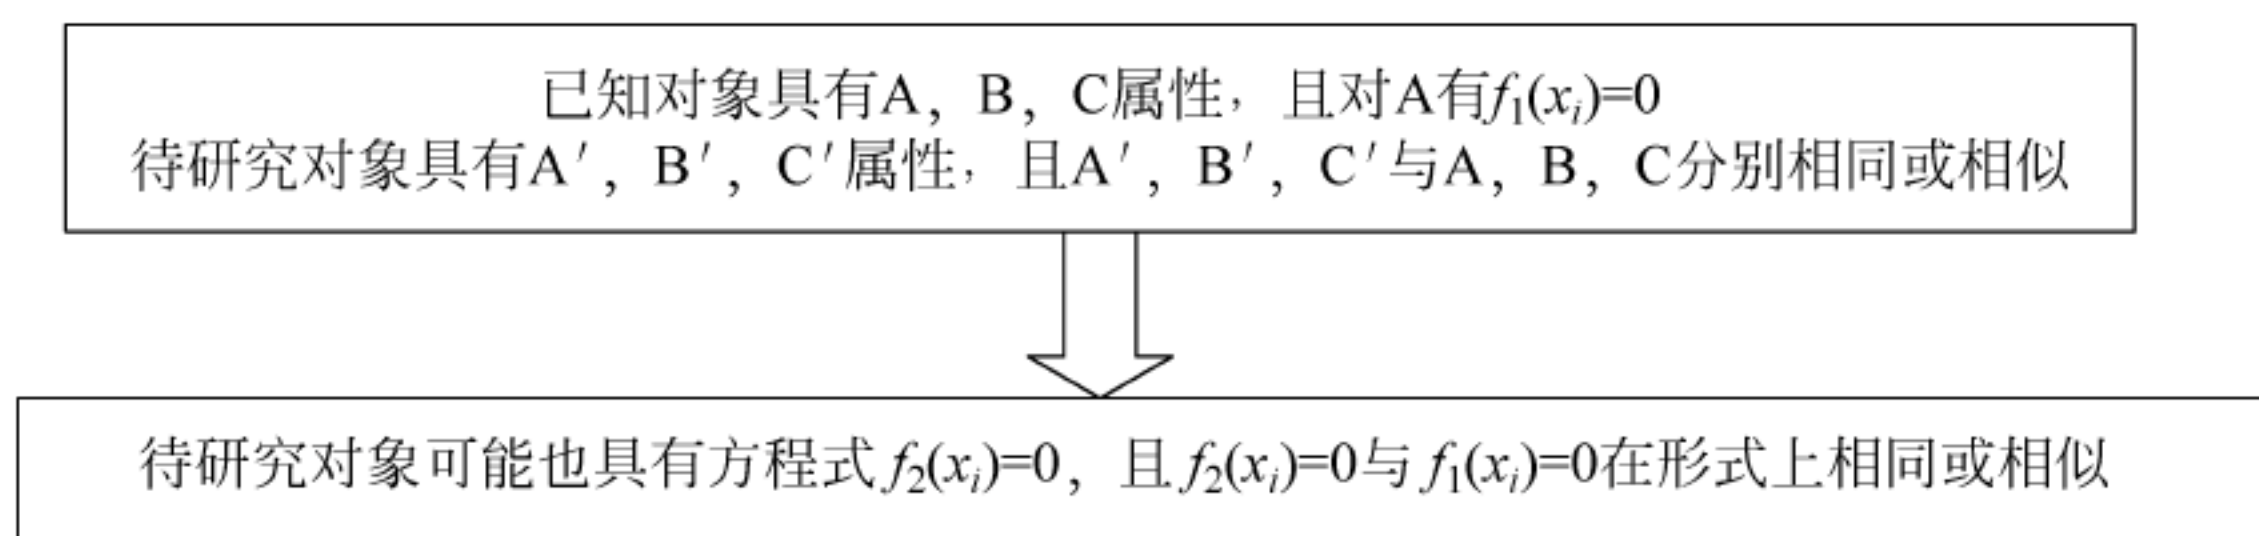 已知对象具有A，B，C属性，且对A有f₁(xᵢ)=0
待研究对象具有A′，B′，C′属性，且A′，B′，C′与A，B，C分别相同或相似
待研究对象可能也具有方程式f₂(xᵢ)=0，且f₂(xᵢ)=0与f₁(xᵢ)=0在形式上相同或相似